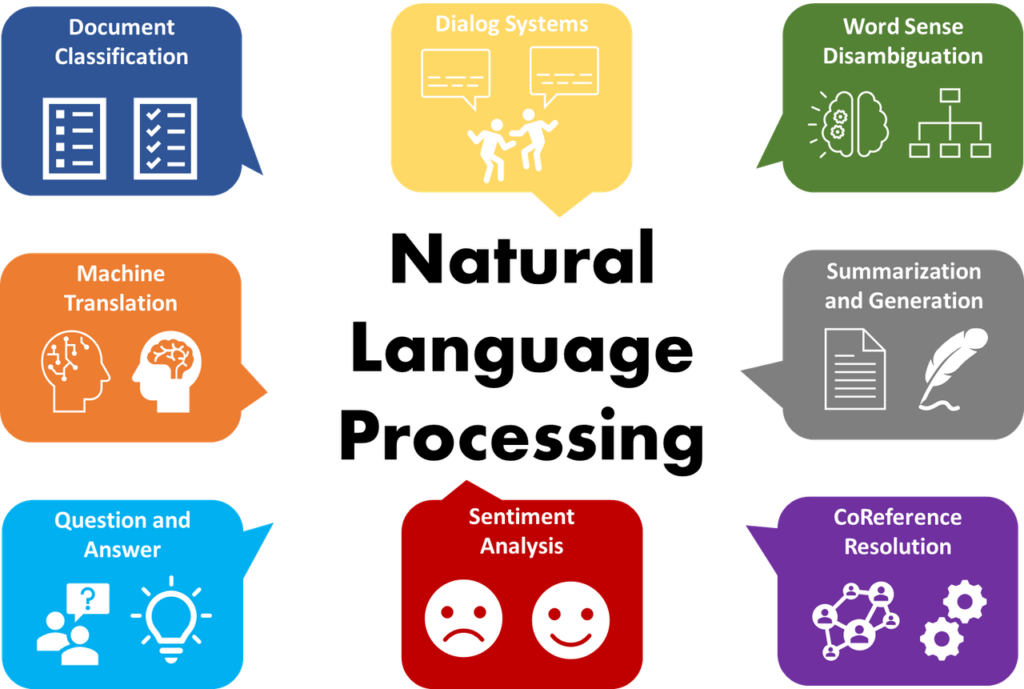 Document
Classification
Dialog Systems
Word Sense
Disambiguation
Natural
Language
Processing
Machine
Translation
Summarization
and Generation
Question and
Answer
?
Sentiment
Analysis
CoReference
Resolution